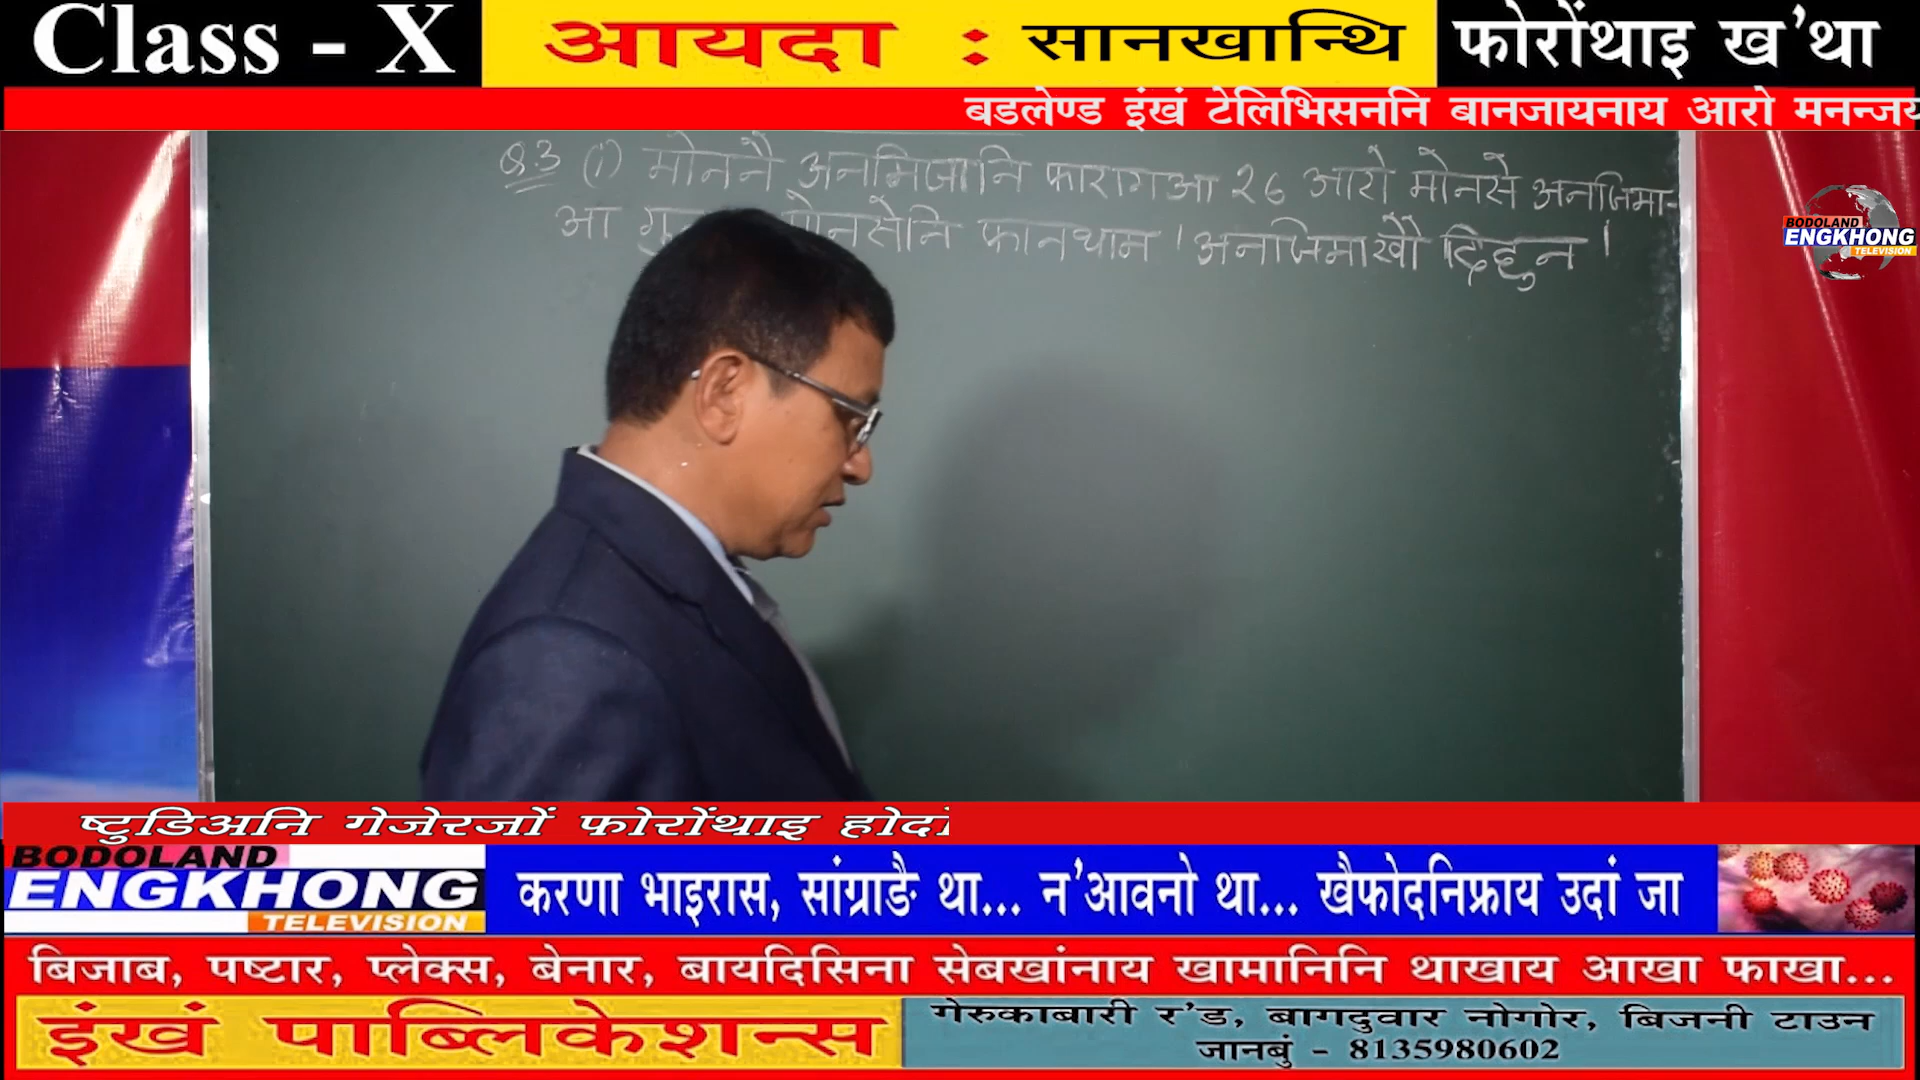 Class - X
आयदा : सानखान्थि
फोरोंथाइ ख'था
बडलेण्ड इंखं टेलिभिसननि बानजायनाय आरो मनन्जय
Q3 (i) मोननै अनजिमानि फारागआ 26 आरो मोनसे अनजिमा-
आ मोनसेनि फानथाम । अनजिमाखौ दिहुन ।
BODOLAND
ENGKHONG
TELEVISION
ष्टुडिअनि गेजेरजों फोरोंथाइ होदों
BODOLAND
ENGKHONG
TELEVISION
करणा भाइरास, सांग्राङै था... न'आवनो था... खैफोदनिफ्राय उदां जा
बिजाब, पष्टार, प्लेक्स, बेनार, बायदिसिना सेबखांनाय खामानिनि थाखाय आखा फाखा...
इंखं पाब्लिकेशन्स
गेरुकाबारी र'ड, बागदुवार नोगोर, बिजनी टाउन
जानबुं - 8135980602